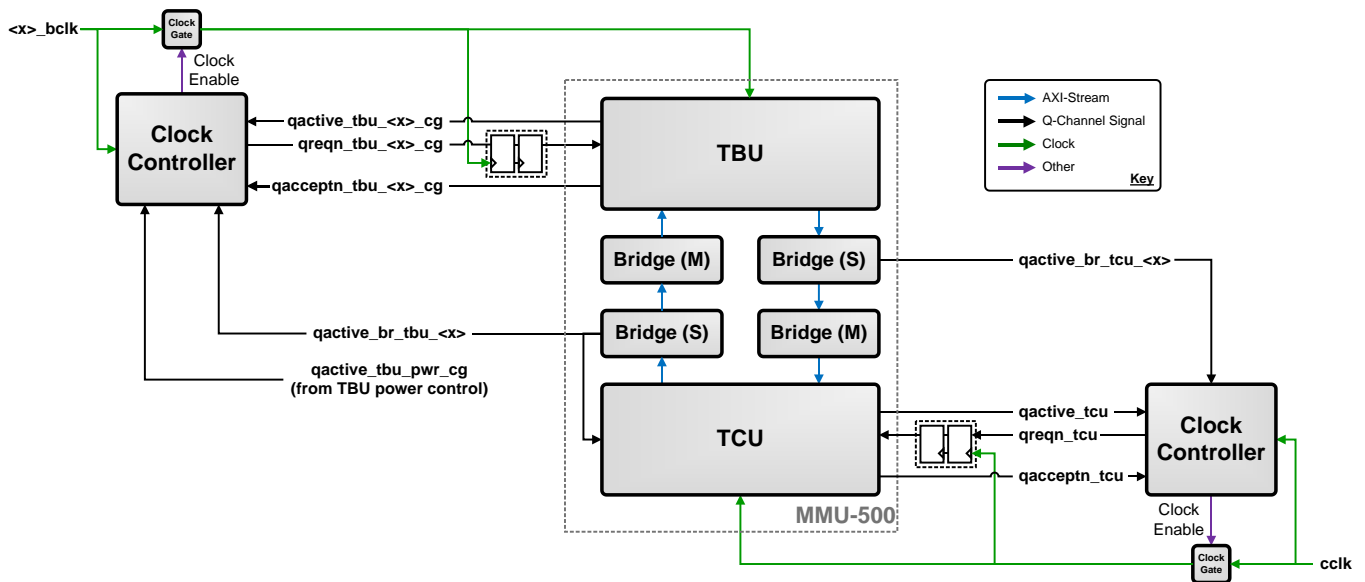 <x>_bclk
Clock
Gate
Clock
Enable
Clock
Controller
qactive_tbu_<x>_cg
qreqn_tbu_<x>_cg
qacceptn_tbu_<x>_cg
TBU
AXI-Stream
Q-Channel Signal
Clock
Other
Key
Bridge (M)
Bridge (S)
qactive_br_tcu_<x>
qactive_br_tbu_<x>
Bridge (S)
Bridge (M)
qactive_tbu_pwr_cg
(from TBU power control)
TCU
qactive_tcu
qreqn_tcu
qacceptn_tcu
Clock
Controller
MMU-500
Clock
Enable
Clock
Gate
cclk